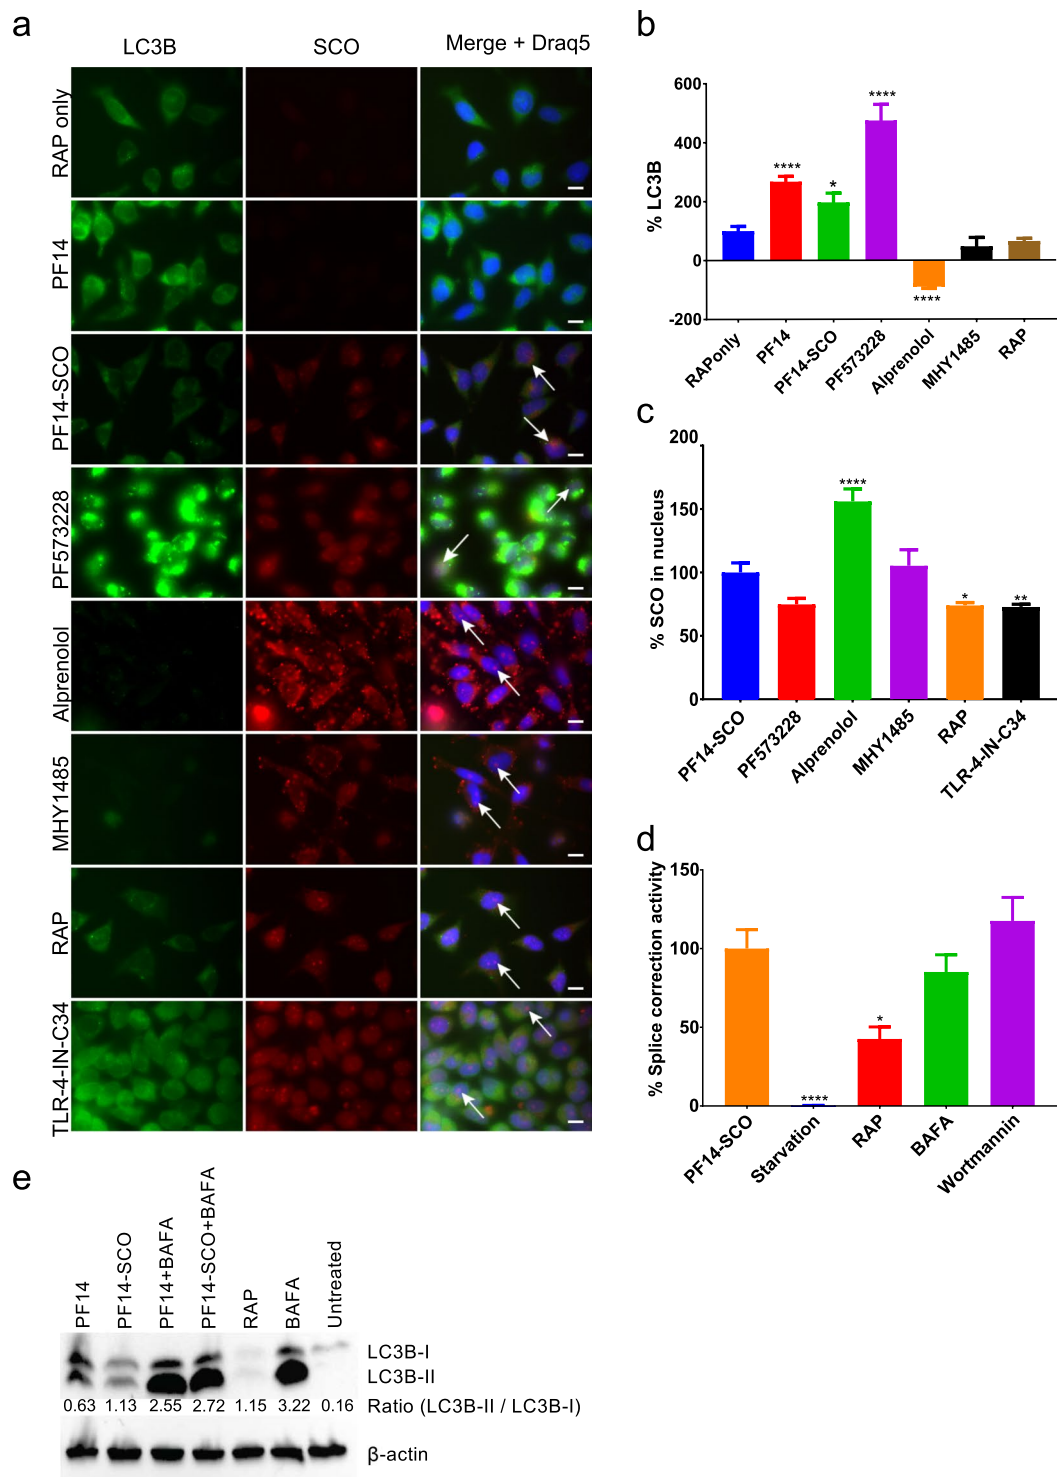 a
LC3B SCO Merge + Draq5
RAP only
PF14
PF14-SCO
PF573228
Alprenolol
MHY1485
RAP
TLR-4-IN-C34
b
% LC3B
600
400
200
0
-200
****
****
*
****
RAPonly PF14 PF14-SCO PF573228 Alprenolol MHY1485 RAP
c
% SCO in nucleus
200
150
100
50
0
****
*
**
PF14-SCO PF573228 Alprenolol MHY1485 RAP TLR-4-IN-C34
d
% Splice correction activity
150
100
50
0
****
*
PF14-SCO Starvation RAP BAFA Wortmannin
e
PF14 PF14-SCO PF14+BAFA PF14-SCO+BAFA RAP BAFA Untreated
LC3B-I
LC3B-II
0.63 1.13 2.55 2.72 1.15 3.22 0.16 Ratio (LC3B-II / LC3B-I)
β-actin